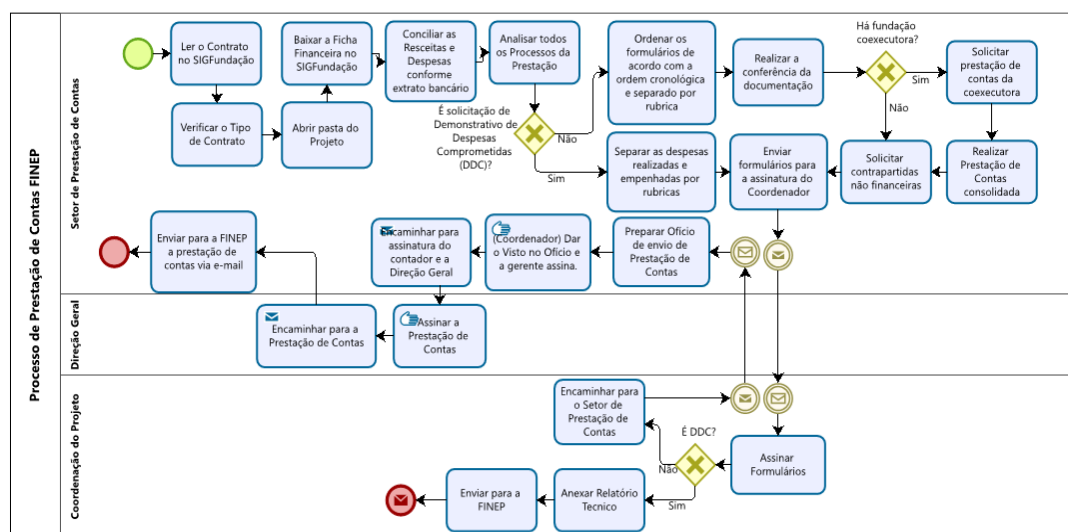 Processo de Prestação de Contas FINEP
Setor de Prestação de Contas
Ler o Contrato
no SIGFundação
Verificar o Tipo
de Contrato
Abrir pasta do
Projeto
Baixar a Ficha
Financeira no
SIGFundação
Conciliar as
Resceitas e
Despesas
conforme
extrato bancário
Analisar todos
os Processos da
Prestação
É solicitação de
Demonstrativo de
Despesas
Comprometidas
(DDC)?
Não
Sim
Ordenar os
formulários de
acordo com a
ordem cronológica
e separado por
rubrica
Realizar a
conferência da
documentação
Há fundação
coexecutora?
Sim
Não
Solicitar
prestação de
contas da
coexecutora
Realizar
Prestação de
Contas
consolidada
Solicitar
contrapartidas
não financeiras
Separar as despesas
realizadas e
empenhadas por
rubricas
Enviar
formulários para
a assinatura do
Coordenador
Preparar Ofício
de envio de
Prestação de
Contas
(Coordenador) Dar
o Visto no Ofício e
a gerente assina.
Encaminhar para
assinatura do
contador e a
Direção Geral
Enviar para a FINEP
a prestação de
contas via e-mail
Direção Geral
Assinar a
Prestação de
Contas
Encaminhar para a
Prestação de Contas
Coordenação do Projeto
Encaminhar para
o Setor de
Prestação de
Contas
É DDC?
Não
Sim
Assinar
Formulários
Anexar Relatório
Tecnico
Enviar para a
FINEP